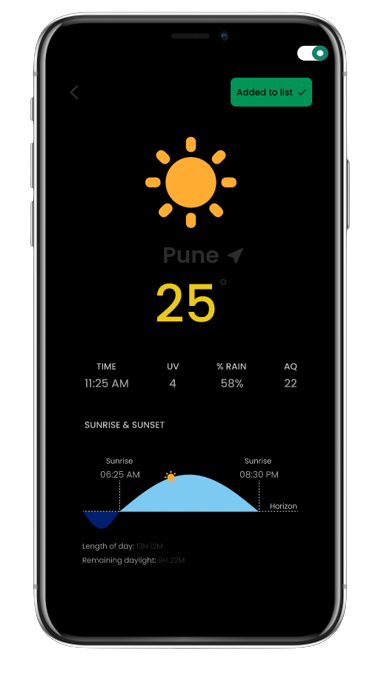 Added to list
Pune
25°
TIME UV % RAIN AQ
11:25 AM 4 58% 22
SUNRISE & SUNSET
Sunrise Sunrise
06:25 AM 08:30 PM
Horizon
Length of day: 13H 12M
Remaining daylight: 9H 22M